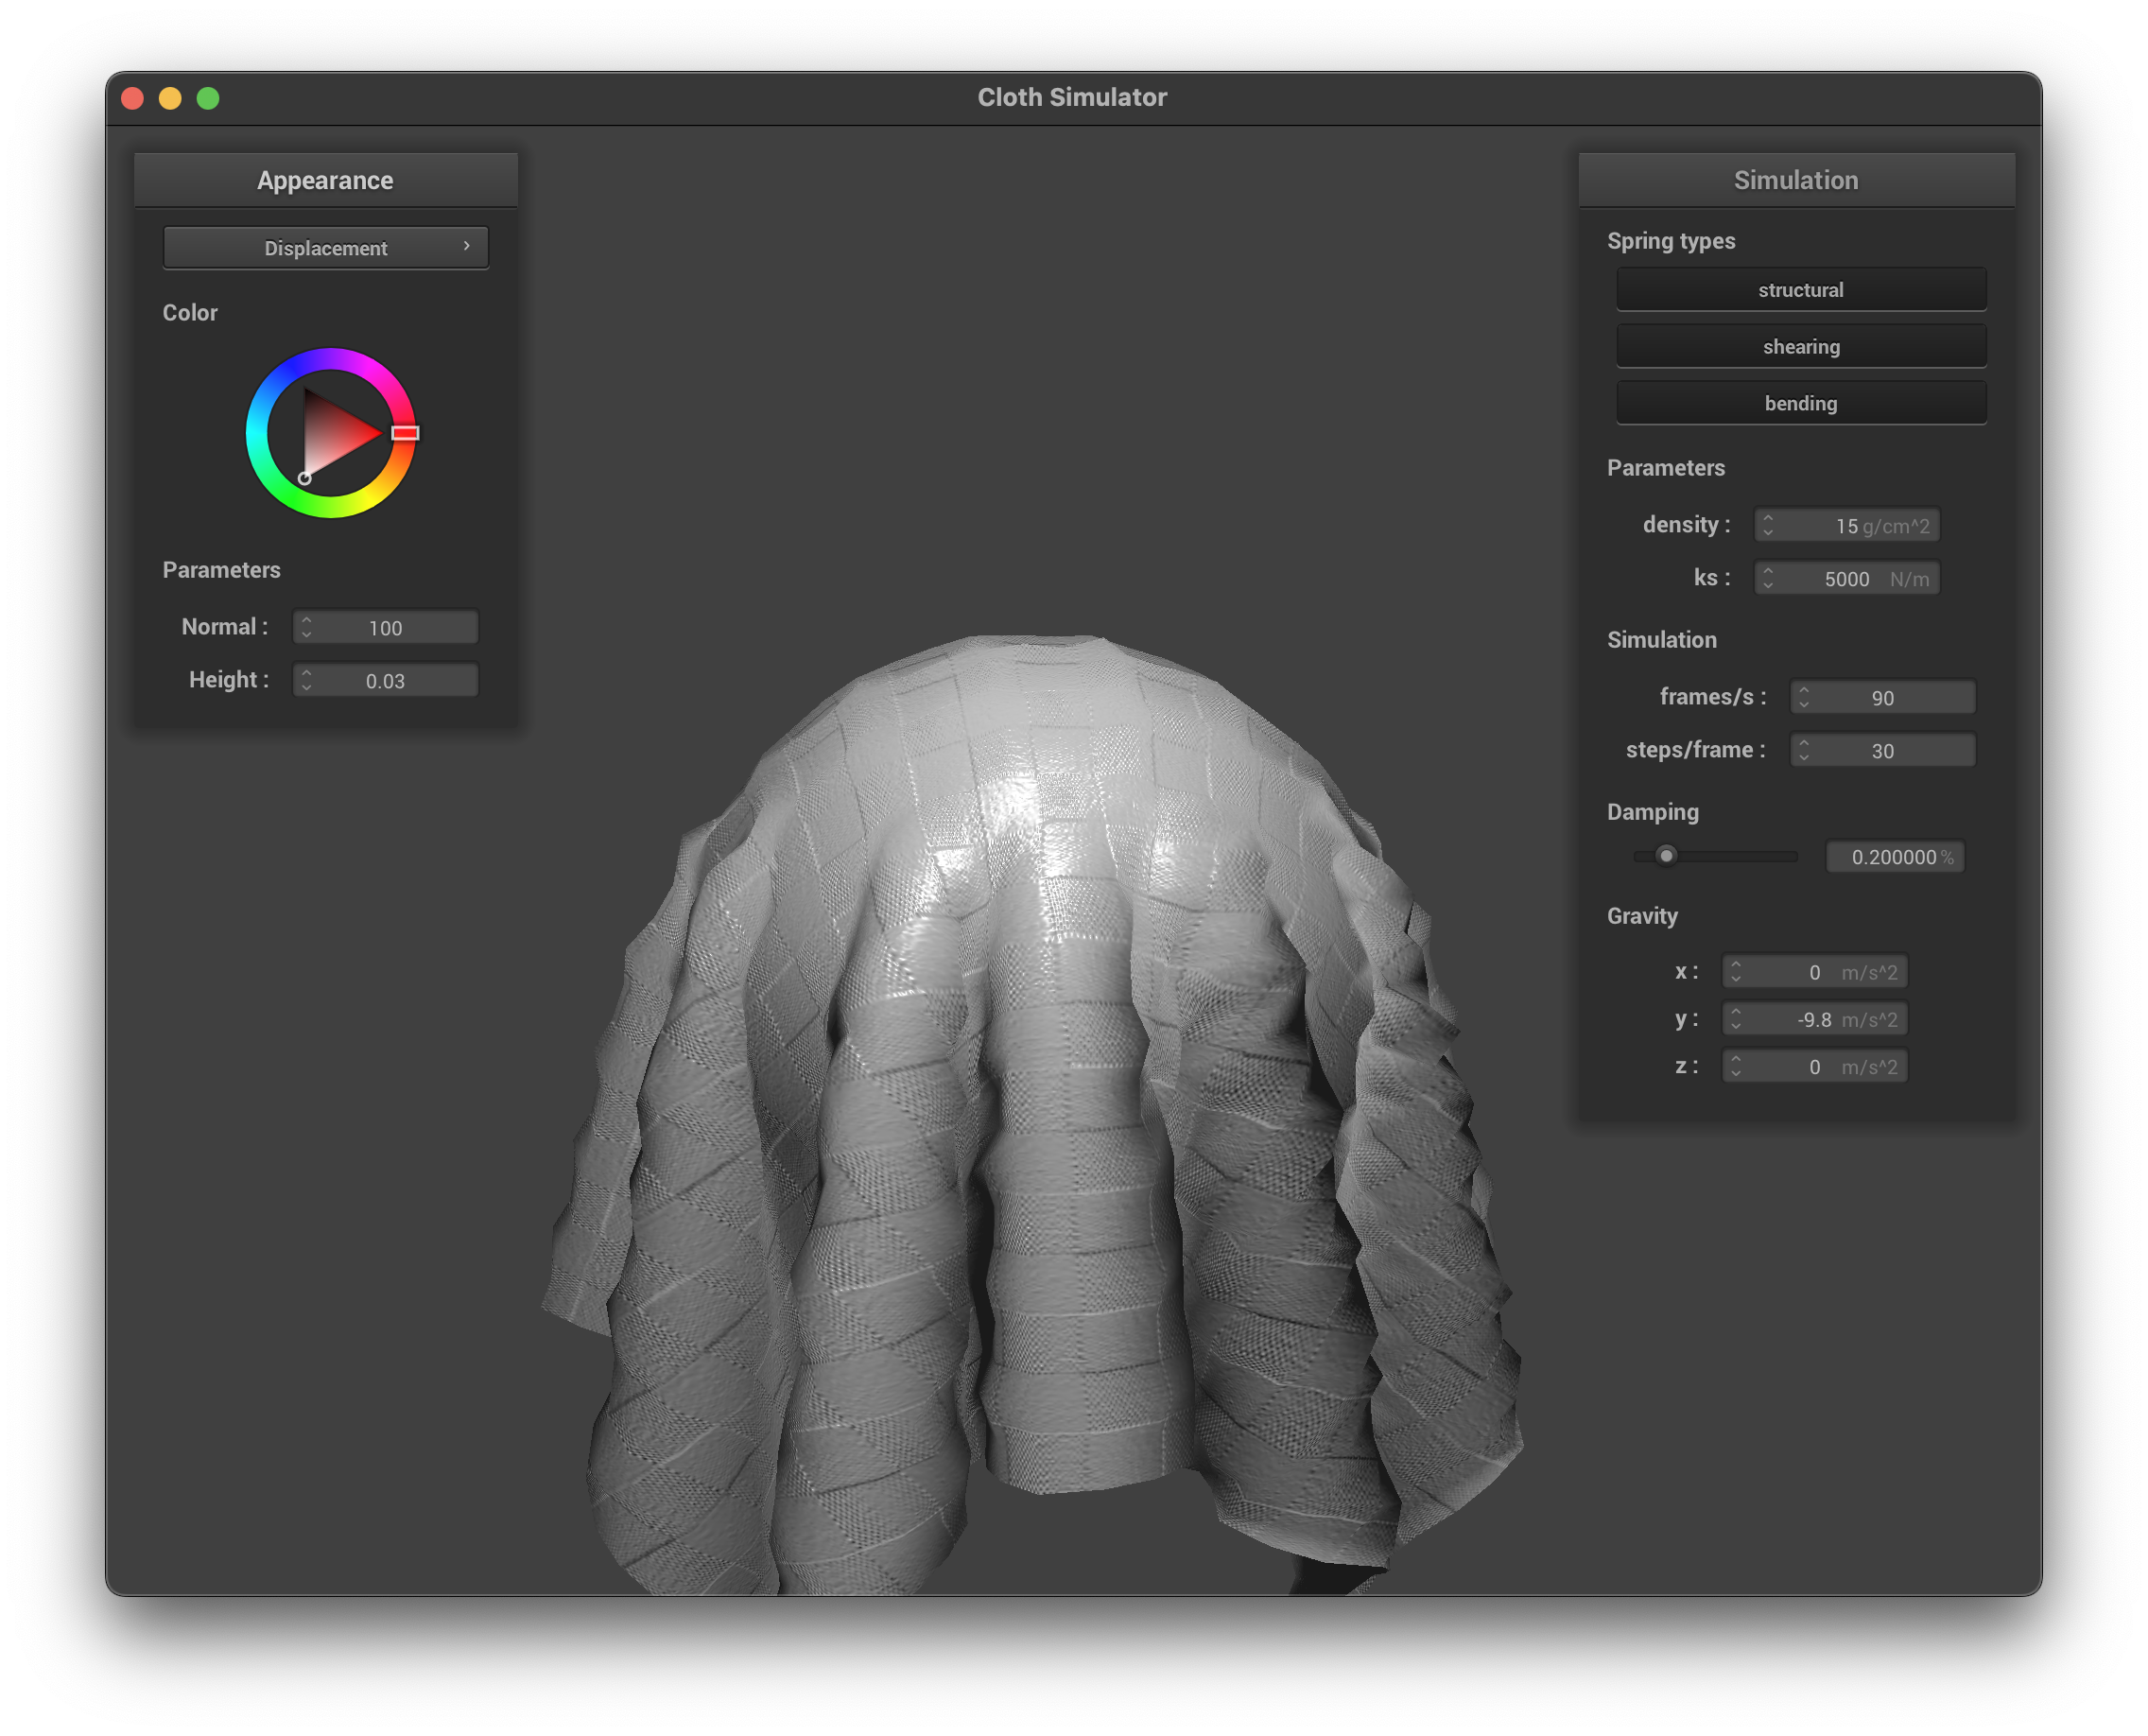 Cloth Simulator
Appearance
Displacement
Color
Parameters
Normal : 100
Height : 0.03
Simulation
Spring types
structural
shearing
bending
Parameters
density : 15 g/cm^2
ks : 5000 N/m
Simulation
frames/s : 90
steps/frame : 30
Damping
0.200000 %
Gravity
x : 0 m/s^2
y : -9.8 m/s^2
z : 0 m/s^2